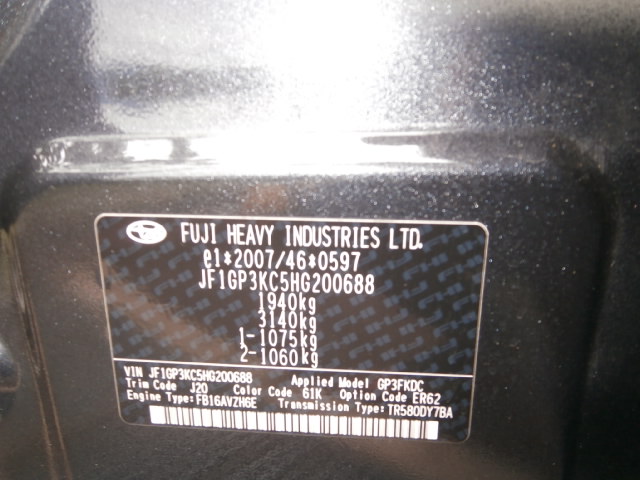 FUJI HEAVY INDUSTRIES LTD.
e1*2007/46*0597
JF1GP3KC5HG200688
1940kg
3140kg
1-1075kg
2-1060kg
VIN JF1GP3KC5HG200688 Applied Model GP3FKDC
Trim Code J20 Color Code 61K Option Code ER62
Engine Type:FB16AVZH6E Transmission Type:TR580DY7BA